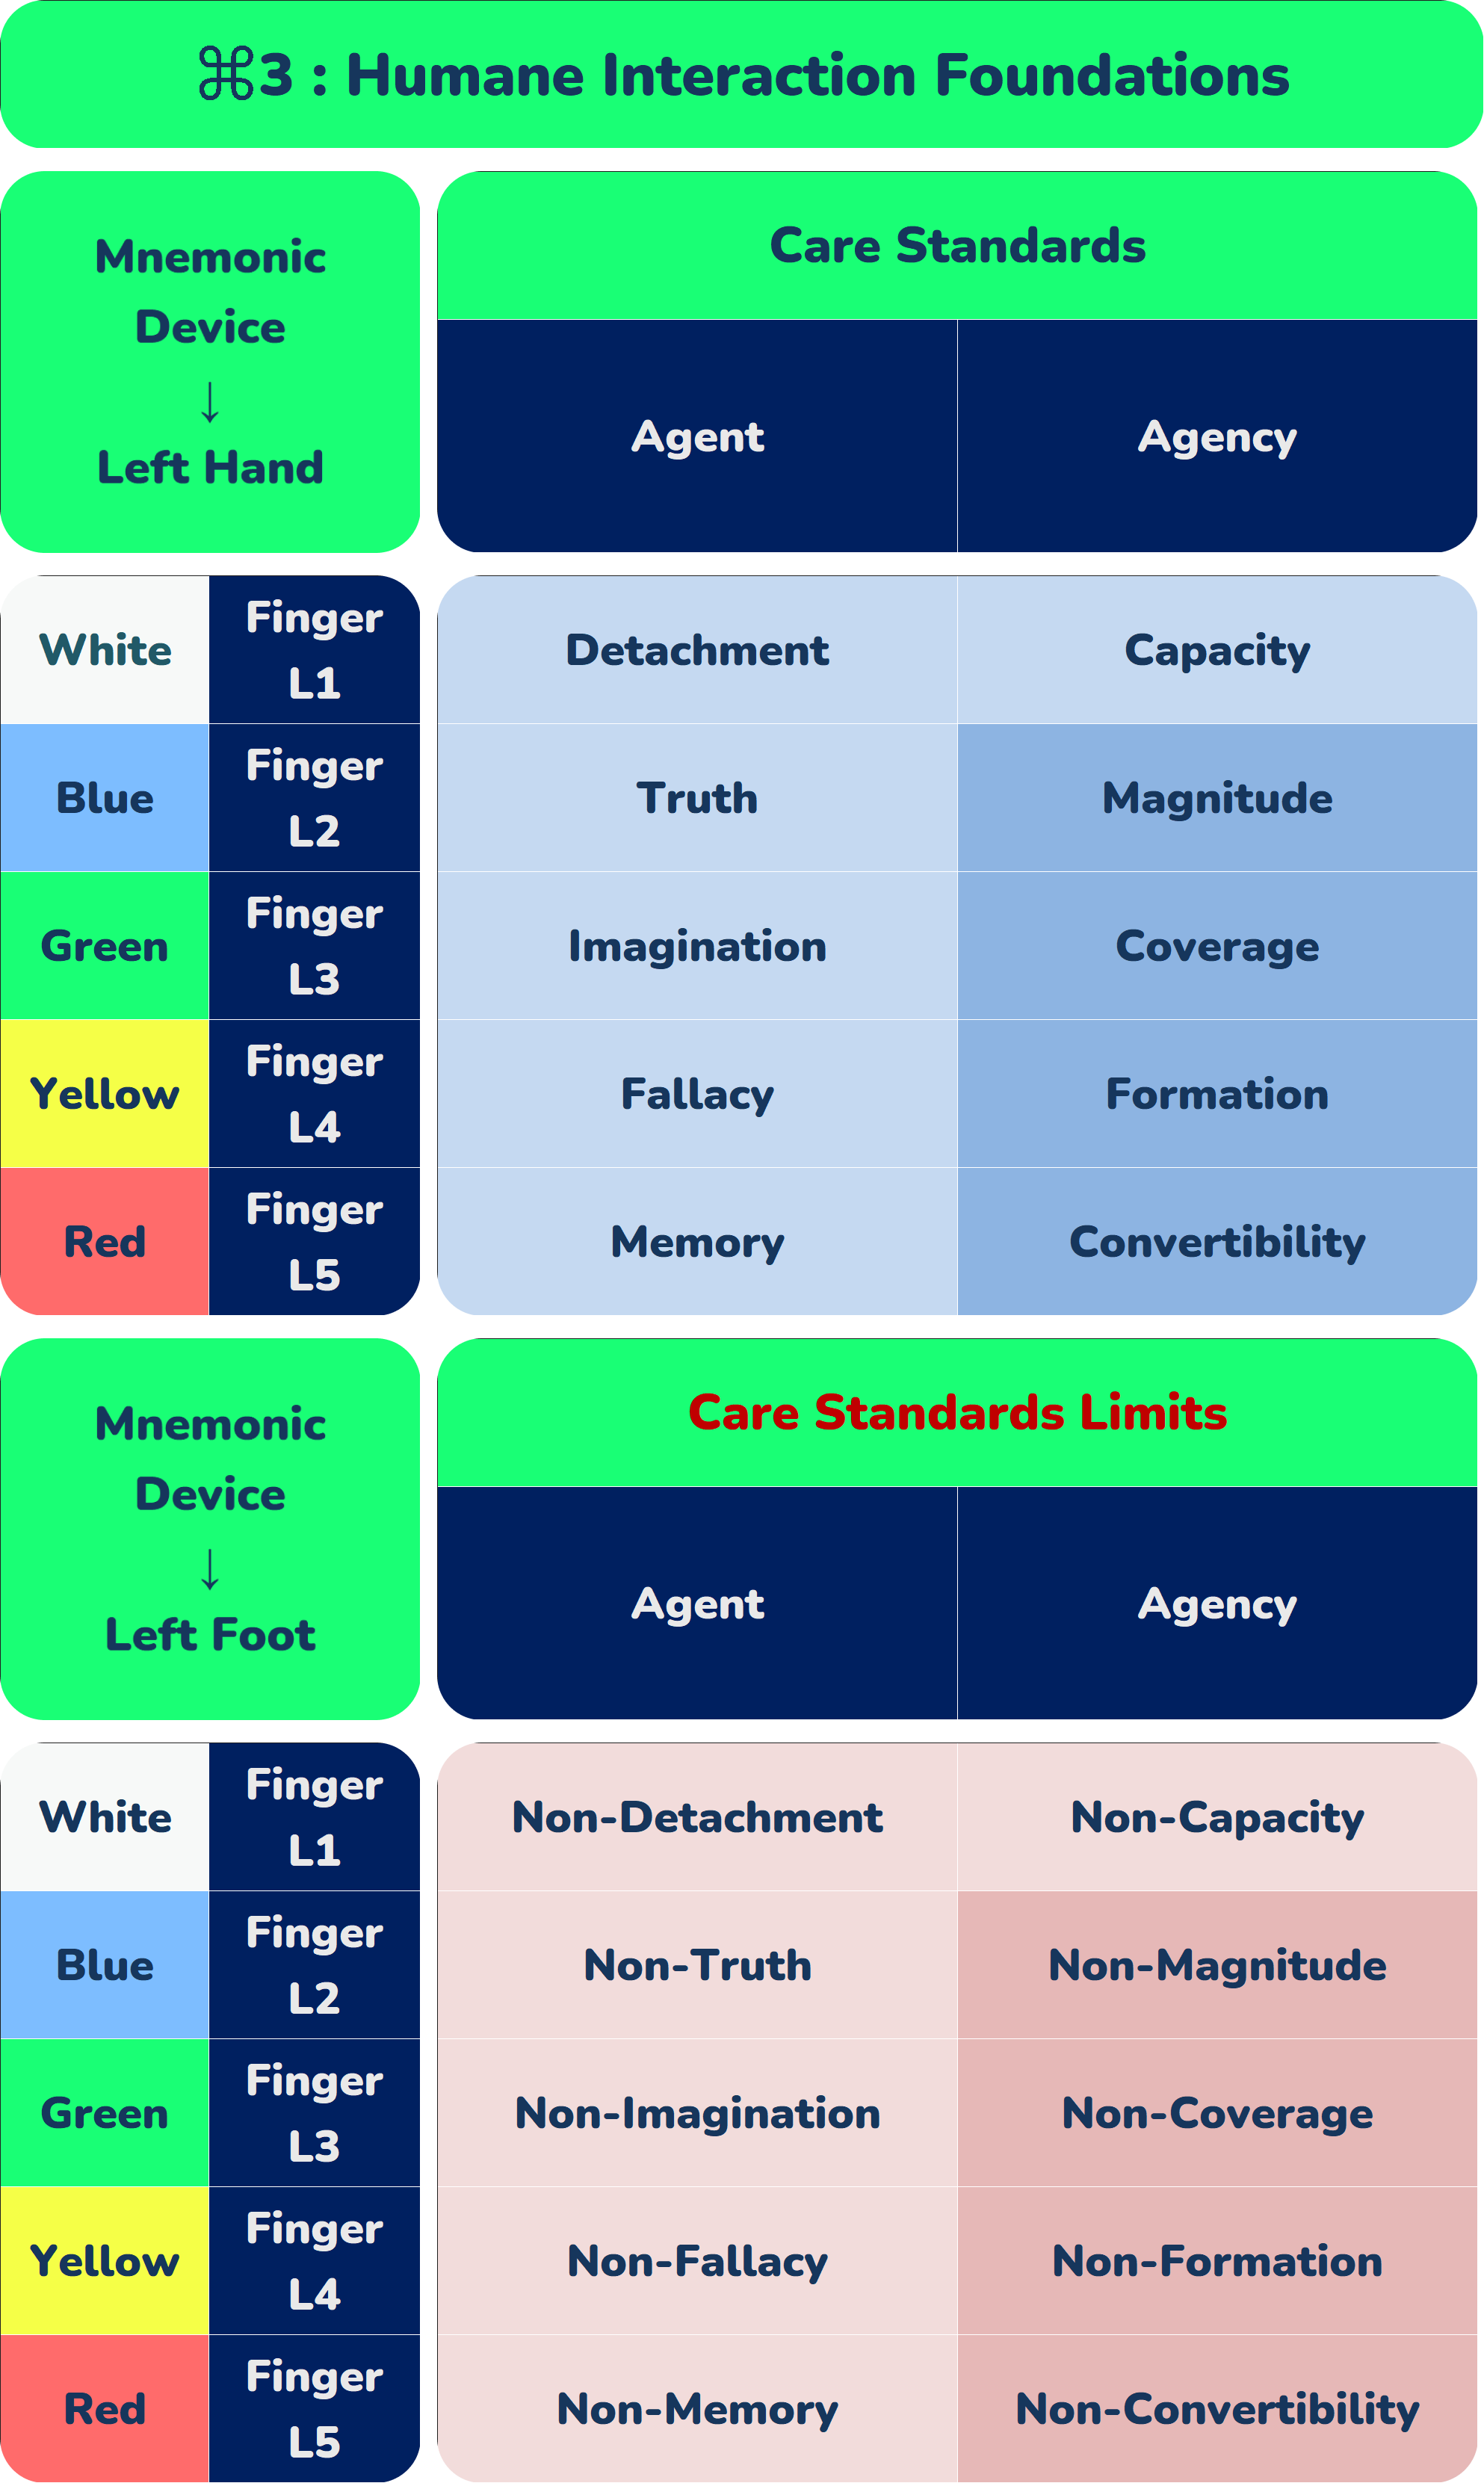 ⌘3 : Humane Interaction Foundations
Mnemonic
Device
↓
Left Hand
Care Standards
Agent
Agency
White
Finger
L1
Detachment
Capacity
Blue
Finger
L2
Truth
Magnitude
Green
Finger
L3
Imagination
Coverage
Yellow
Finger
L4
Fallacy
Formation
Red
Finger
L5
Memory
Convertibility
Mnemonic
Device
↓
Left Foot
Care Standards Limits
Agent
Agency
White
Finger
L1
Non-Detachment
Non-Capacity
Blue
Finger
L2
Non-Truth
Non-Magnitude
Green
Finger
L3
Non-Imagination
Non-Coverage
Yellow
Finger
L4
Non-Fallacy
Non-Formation
Red
Finger
L5
Non-Memory
Non-Convertibility